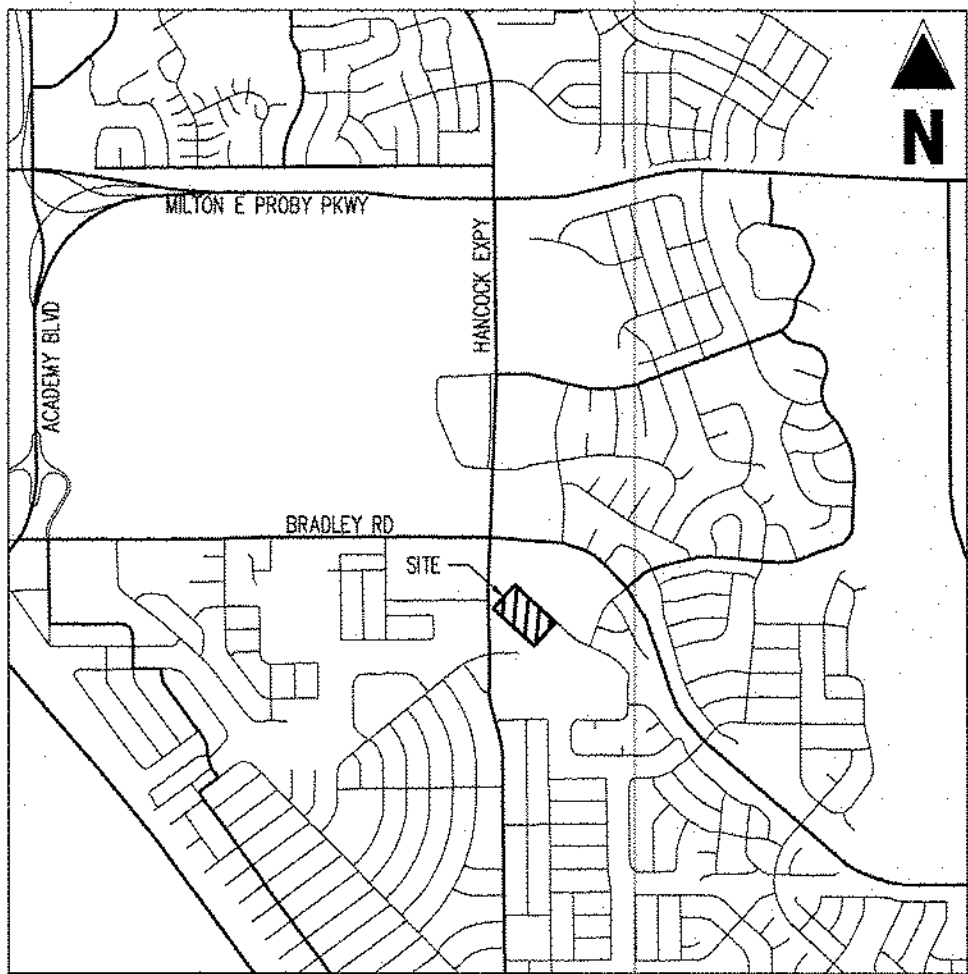 N
MILTON E PROBY PKWY
HANCOCK EXPY
ACADEMY BLVD
BRADLEY RD
SITE